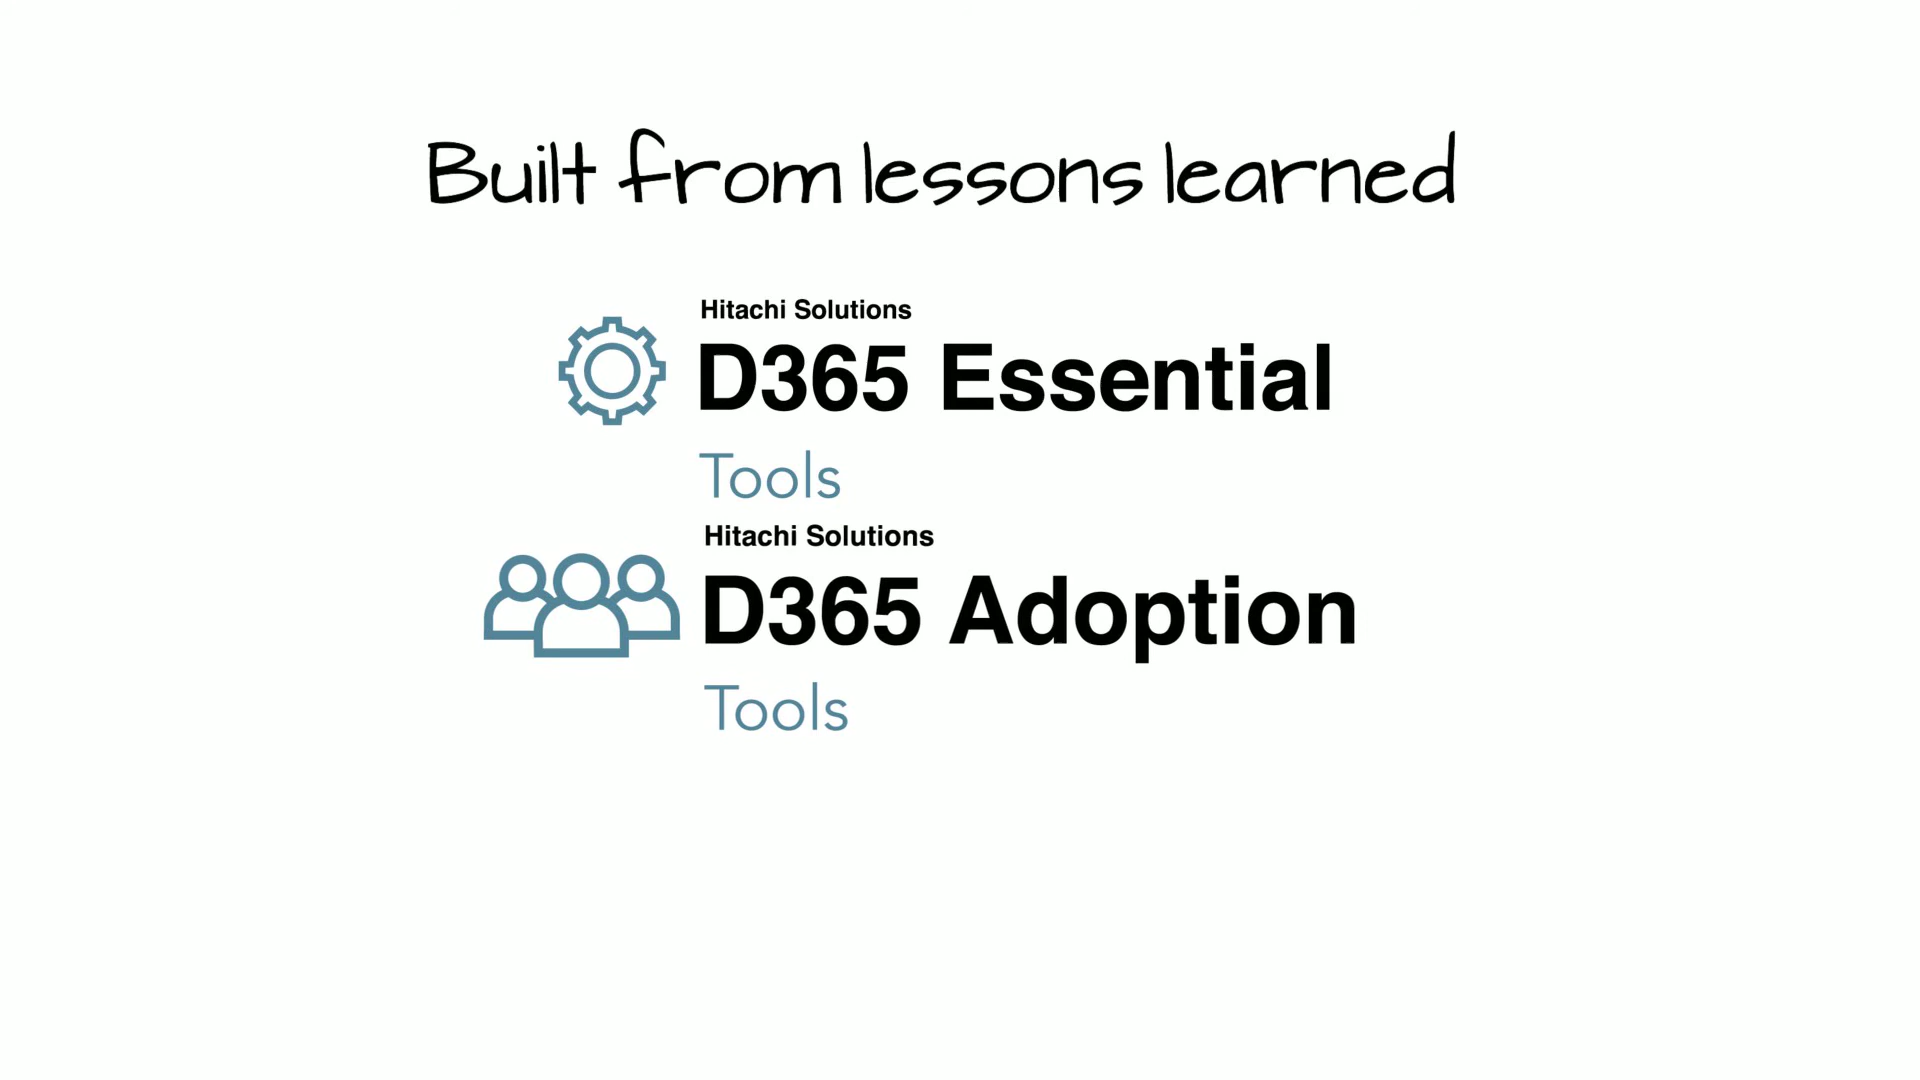 Built from lessons learned
Hitachi Solutions
D365 Essential
Tools
Hitachi Solutions
D365 Adoption
Tools